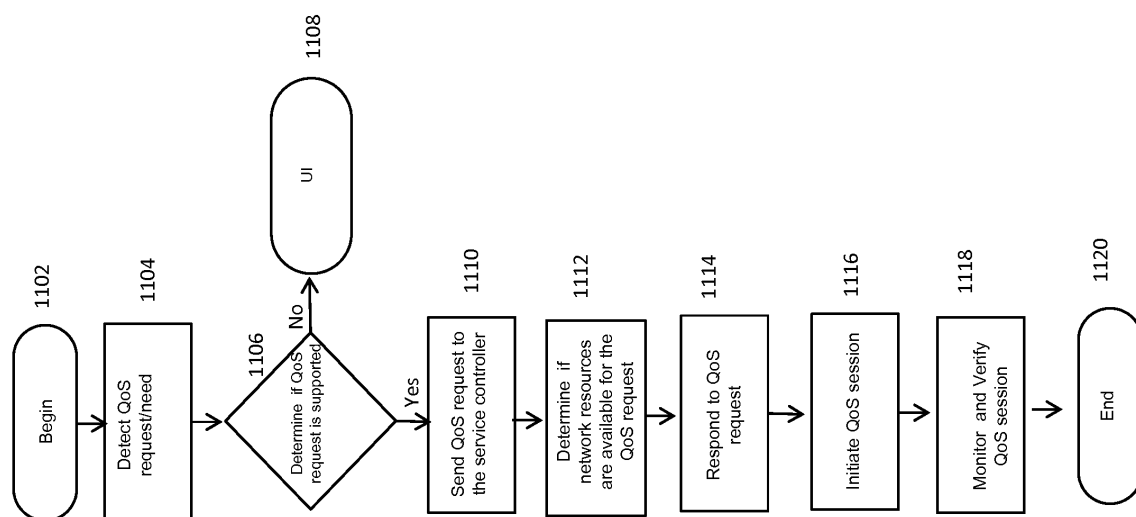 1102
Begin
1104
Detect QoS
request/need
1106
Determine if QoS
request is supported
No
1108
UI
Yes
1110
Send QoS request to
the service controller
1112
Determine if
network resources
are available for the
QoS request
1114
Respond to QoS
request
1116
Initiate QoS session
1118
Monitor and Verify
QoS session
1120
End